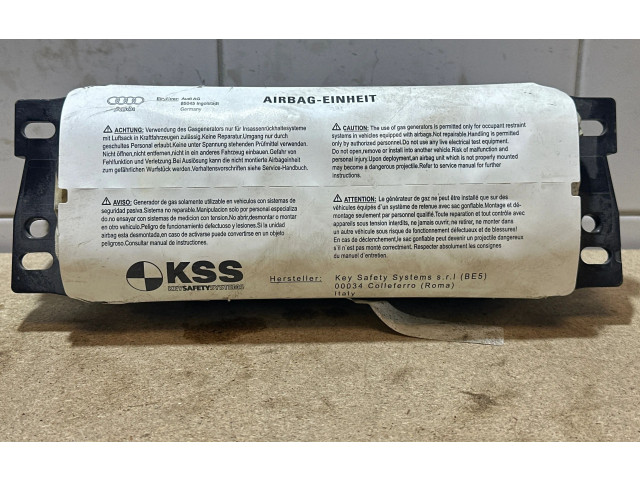 Audi AG
85045 Ingolstadt
Germany
AIRBAG-EINHEIT
⚠ ACHTUNG: Verwendung des Gasgenerators nur für Insassenrückhaltesysteme
mit Luftsack in Kraftfahrzeugen zulässig.Keine Reparatur.Umgang nur durch
geschultes Personal erlaubt.Keine unter Spannung stehenden Prüfmittel verwenden.
Nicht öffnen,nicht entfernen,nicht in ein anderes Fahrzeug einbauen.Gefahr von
Fehlfunktion und Verletzung.Bei Auslösung kann die nicht montierte Airbageinheit
zum gefährlichen Wurfstück werden.Verhaltensvorschriften siehe Service-Handbuch.
⚠ CAUTION: The use of gas generators is permitted only for occupant restraint
systems in vehicles equipped with airbags.Not repairable.Handling is permitted
only by authorized personnel.Do not use any live electrical test equipment.
Do not open,remove or install into another vehicle.Risk of malfunction and
personal injury.Upon deployment,an airbag unit which is not properly mounted
may become a dangerous projectile.Refer to service manual for further
instructions.
⚠ AVISO: Generador de gas solamente utilizable en vehiculos con sistemas de
seguridad pasiva.Sistema no reparable.Manipulacion solo por personal especializa
do.no ensayar con sistemas de medicion con tension.No abrir,desmontar o montar
en otro vehiculo.Peligro de funcionamiento defectuoso y lesiones.Si la unidad
airbag esta desmontada,en caso de activarse puede convertirse en un objeto
peligroso.Consultar manual de instrucciones.
⚠ ATTENTION: Le générateur de gaz ne peut être installé que sur des
véhicules équipés d'un système de retenue avec sac gonflable. Montage et dé-
montage seulement par personnel specialisé.Toute reparation et tout contrôle avec
appareils sous tension sont interdits, ne jamais ouvrir, ne retirer, ne monter dans
un autre véhicule sous risque de fonctionnement défectueux et de blessures!
En cas de déclenchement,le sac gonflable peut devenir un projectile dangereux
s'il n'est pas monté correctement. Respecter absolument les consignes
du manuel d'entretien.
KSS
KEYSAFETYSYSTEMS
Hersteller: Key Safety Systems s.r.l (BE5)
00034 Colleferro (Roma)
Italy